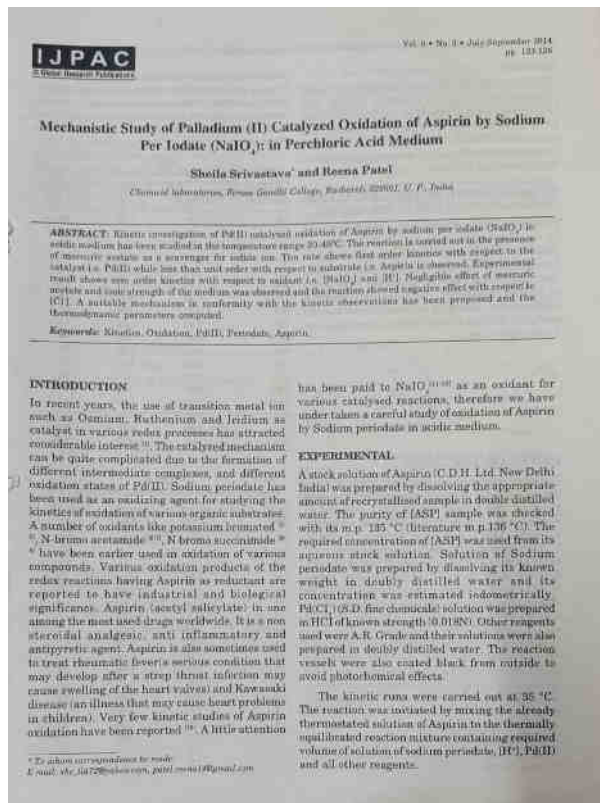 IJPAC
© Global Research Publications
Vol. 6 • No. 3 • July-September 2014
pp. 123-126
Mechanistic Study of Palladium (II) Catalyzed Oxidation of Aspirin by Sodium
Per Iodate (NaIO₄): in Perchloric Acid Medium
Sheila Srivastava* and Reena Patel
Chemical laboratories, Feroze Gandhi College, Raebareli U. P., India
ABSTRACT: Kinetic investigation of Pd(II) catalysed oxidation of Aspirin by sodium per iodate (NaIO₄) in
acidic medium has been studied in the temperature range 30-45°C. The reaction is carried out in the presence
of mercuric acetate as a scavenger for iodide ion. The rate shows first order kinetics with respect to the
catalyst i.e. Pd(II) while less than unit order with respect to substrate i.e. Aspirin is observed. Experimental
result shows zero order kinetics with respect to oxidant i.e. [NaIO₄] and [H⁺]. Negligible effect of mercuric
acetate and ionic strength of the medium was observed and the reaction showed negative effect with respect to
[Cl⁻]. A suitable mechanism in conformity with the kinetic observations has been proposed and the
thermodynamic parameters computed.
Keywords: Kinetics, Oxidation, Pd(II), Periodate, Aspirin.
INTRODUCTION
In recent years, the use of transition metal ion
such as Osmium, Ruthenium and Iridium as
catalyst in various redox processes has attracted
considerable interest. The catalyzed mechanism
can be quite complicated due to the formation of
different intermediate complexes, and different
oxidation states of Pd(II). Sodium periodate has
been used as an oxidizing agent for studying the
kinetics of oxidation of various organic substrates.
A number of oxidants like potassium bromated
N-bromo acetamide, N bromo succinimide
have been earlier used in oxidation of various
compounds. Various oxidation products of the
redox reactions having Aspirin as reductant are
reported to have industrial and biological
significance. Aspirin (acetyl salicylate) in one
among the most used drugs worldwide. It is a non
steroidal analgesic, anti inflammatory and
antipyretic agent. Aspirin is also sometimes used
to treat rheumatic fever(a serious condition that
may develop after a strep thraut infection may
cause swelling of the heart valves) and Kawasaki
disease (an illness that may cause heart problems
in children). Very few kinetic studies of Aspirin
oxidation have been reported. A little attention
* To whom correspondence to made
E-mail:
has been paid to NaIO₄ as an oxidant for
various catalysed reactions, therefore we have
under taken a careful study of oxidation of Aspirin
by Sodium periodate in acidic medium.
EXPERIMENTAL
A stock solution of Aspirin (C.D.H. Ltd. New Delhi
India) was prepared by dissolving the appropriate
amount of recrystallised sample in double distilled
water. The purity of [ASP] sample was checked
with its m.p. 135 °C (literature m.p.136 °C). The
required concentration of [ASP] was used from its
aqueous stock solution. Solution of Sodium
periodate was prepared by dissolving its known
weight in doubly distilled water and its
concentration was estimated iodometrically.
Pd(Cl₂) (S.D. fine chemicals) solution was prepared
in HCl of known strength (0.018N). Other reagents
used were A.R. Grade and their solutions were also
prepared in doubly distilled water. The reaction
vessels were also coated black from outside to
avoid photochemical effects.
The kinetic runs were carried out at 35 °C.
The reaction was initiated by mixing the already
thermostated solution of Aspirin to the thermally
equilibrated reaction mixture containing required
volume of solution of sodium periodate, [H⁺], Pd(II)
and all other reagents.